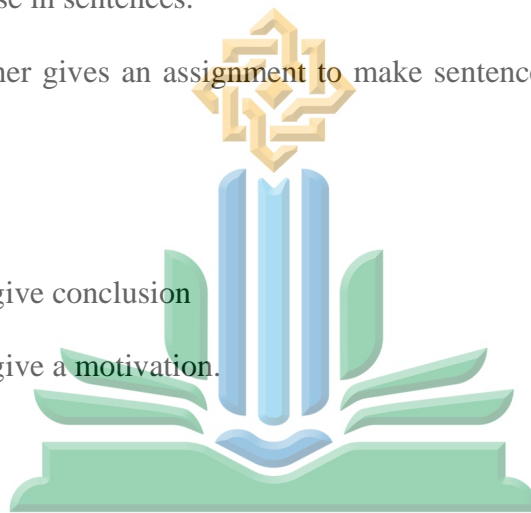 se in sentences.
her gives an assignment to make sentence
give conclusion
give a motivation.